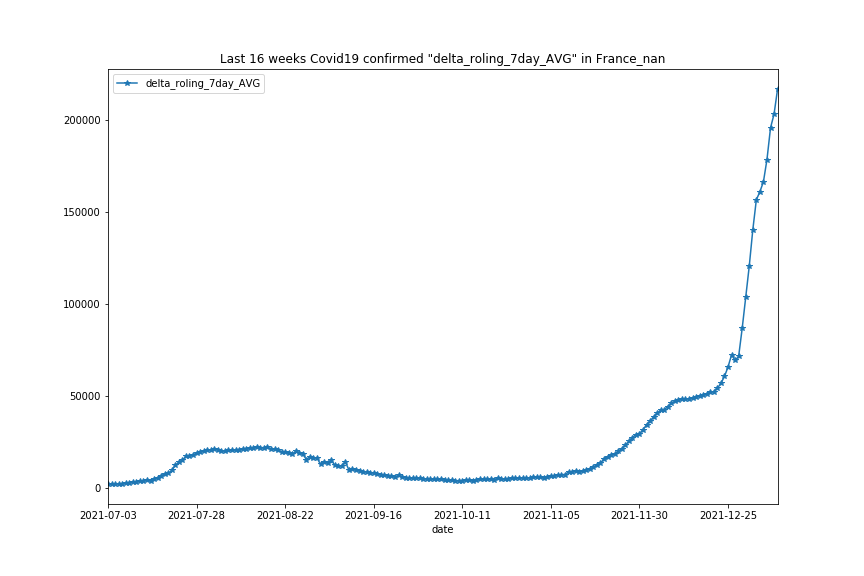 Last 16 weeks Covid19 confirmed "delta_roling_7day_AVG" in France_nan
delta_roling_7day_AVG
200000
150000
100000
50000
0
2021-07-03 2021-07-28 2021-08-22 2021-09-16 2021-10-11 2021-11-05 2021-11-30 2021-12-25
date